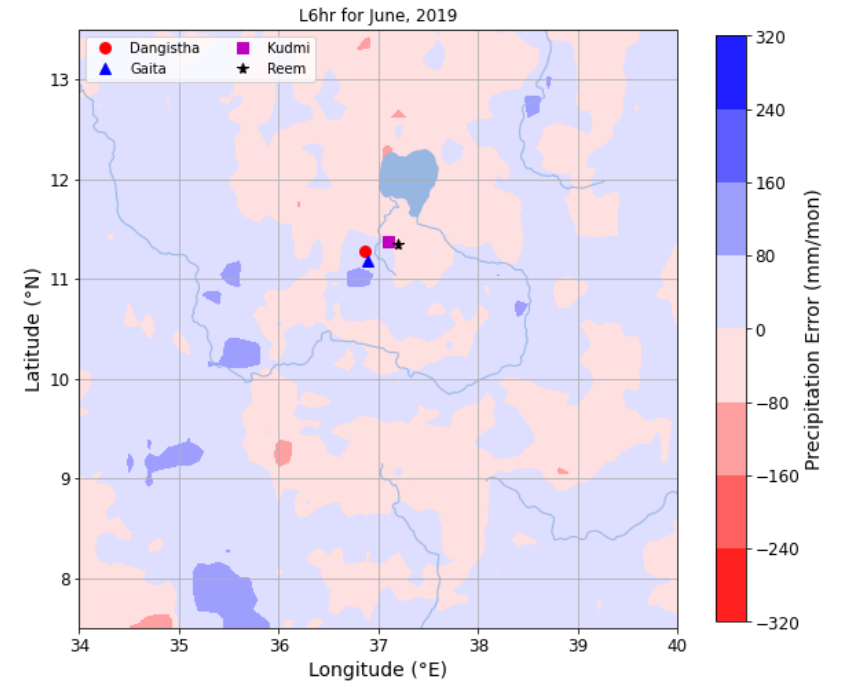 L6hr for June, 2019
Dangistha Kudmi
Gaita Reem
13
12
11
10
9
8
Latitude (°N)
34 35 36 37 38 39 40
Longitude (°E)
320
240
160
80
0
−80
−160
−240
−320
Precipitation Error (mm/mon)